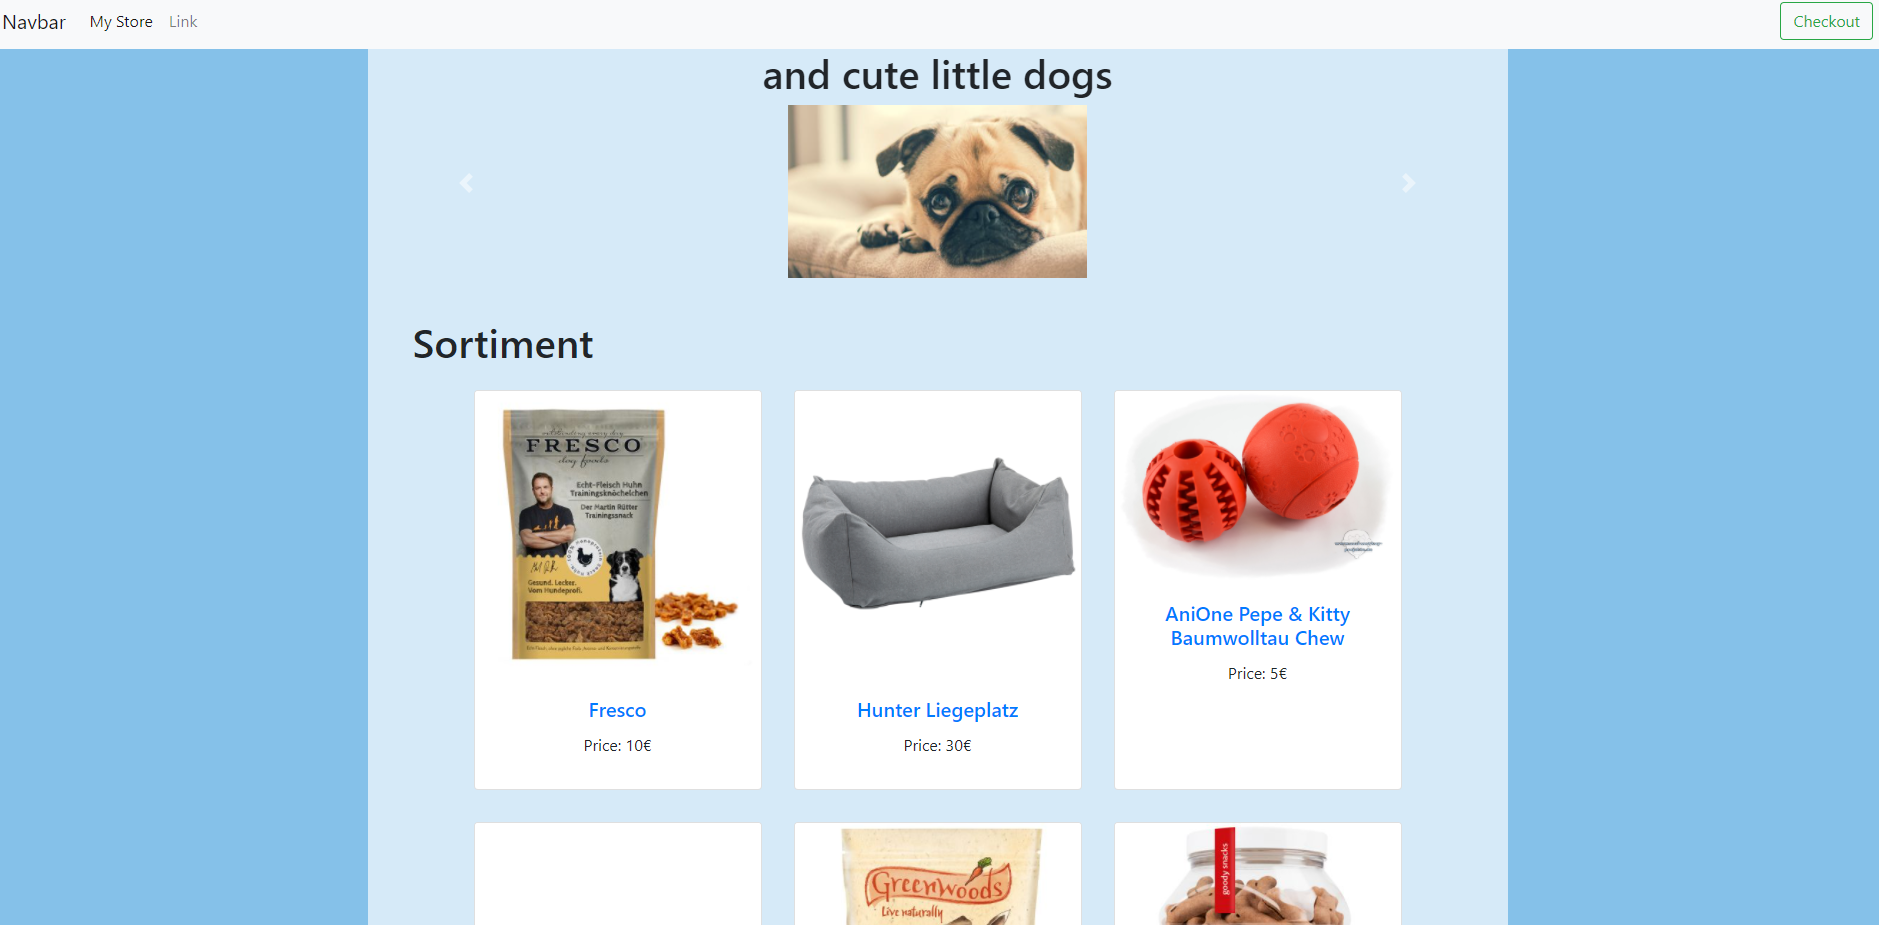 Navbar My Store Link Checkout
and cute little dogs
Sortiment
FRESCO
dog foods
Echt-Fleisch Huhn
Trainingsknöchelchen
Der Martin Rütter
Trainingssnack
Gesund. Lecker.
Vom Hundeprofi.
Fresco
Price: 10€
Hunter Liegeplatz
Price: 30€
AniOne Pepe & Kitty
Baumwolltau Chew
Price: 5€
Greenwoods
Live naturally
goody snacks